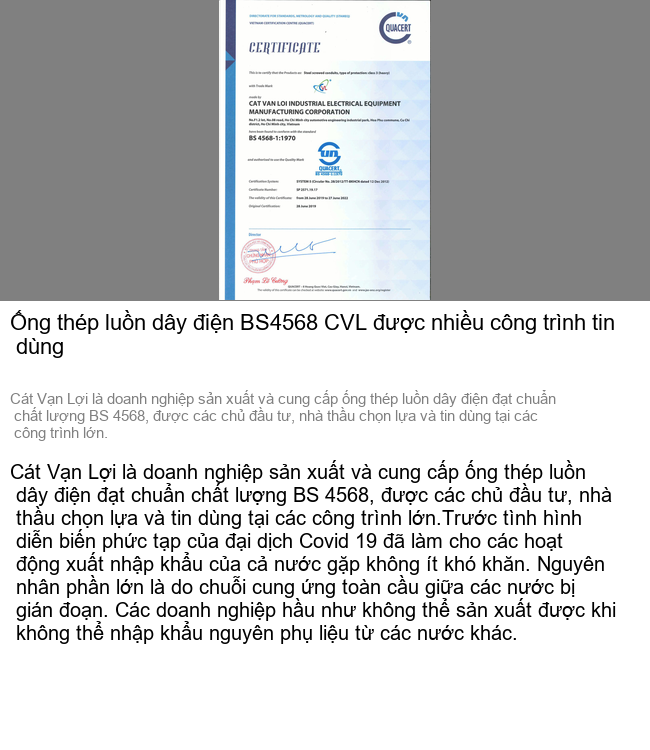 DIRECTORATE FOR STANDARDS, METROLOGY AND QUALITY (STAMEQ)
VIETNAM CERTIFICATION CENTRE (QUACERT)
QUACERT
CERTIFICATE
This is to certify that the Products as Steel screwed conduits, type of protection: class 3 (heavy)
with Trade Mark
made by
CAT VAN LOI INDUSTRIAL ELECTRICAL EQUIPMENT
MANUFACTURING CORPORATION
have been found to conform with the standard
BS 4568-1:1970
and authorized to use the Quality Mark
QUACERT
Certification System:
Certificate Number:
The validity of this Certificate: From 28 June 2019 to 27 June 2022
Original Certification: 28 June 2019
Director
Phạm Lê Cường
Ống thép luồn dây điện BS4568 CVL được nhiều công trình tin
dùng
Cát Vạn Lợi là doanh nghiệp sản xuất và cung cấp ống thép luồn dây điện đạt chuẩn
chất lượng BS 4568, được các chủ đầu tư, nhà thầu chọn lựa và tin dùng tại các
công trình lớn.
Cát Vạn Lợi là doanh nghiệp sản xuất và cung cấp ống thép luồn
dây điện đạt chuẩn chất lượng BS 4568, được các chủ đầu tư, nhà
thầu chọn lựa và tin dùng tại các công trình lớn.Trước tình hình
diễn biến phức tạp của đại dịch Covid 19 đã làm cho các hoạt
động xuất nhập khẩu của cả nước gặp không ít khó khăn. Nguyên
nhân phần lớn là do chuỗi cung ứng toàn cầu giữa các nước bị
gián đoạn. Các doanh nghiệp hầu như không thể sản xuất được khi
không thể nhập khẩu nguyên phụ liệu từ các nước khác.